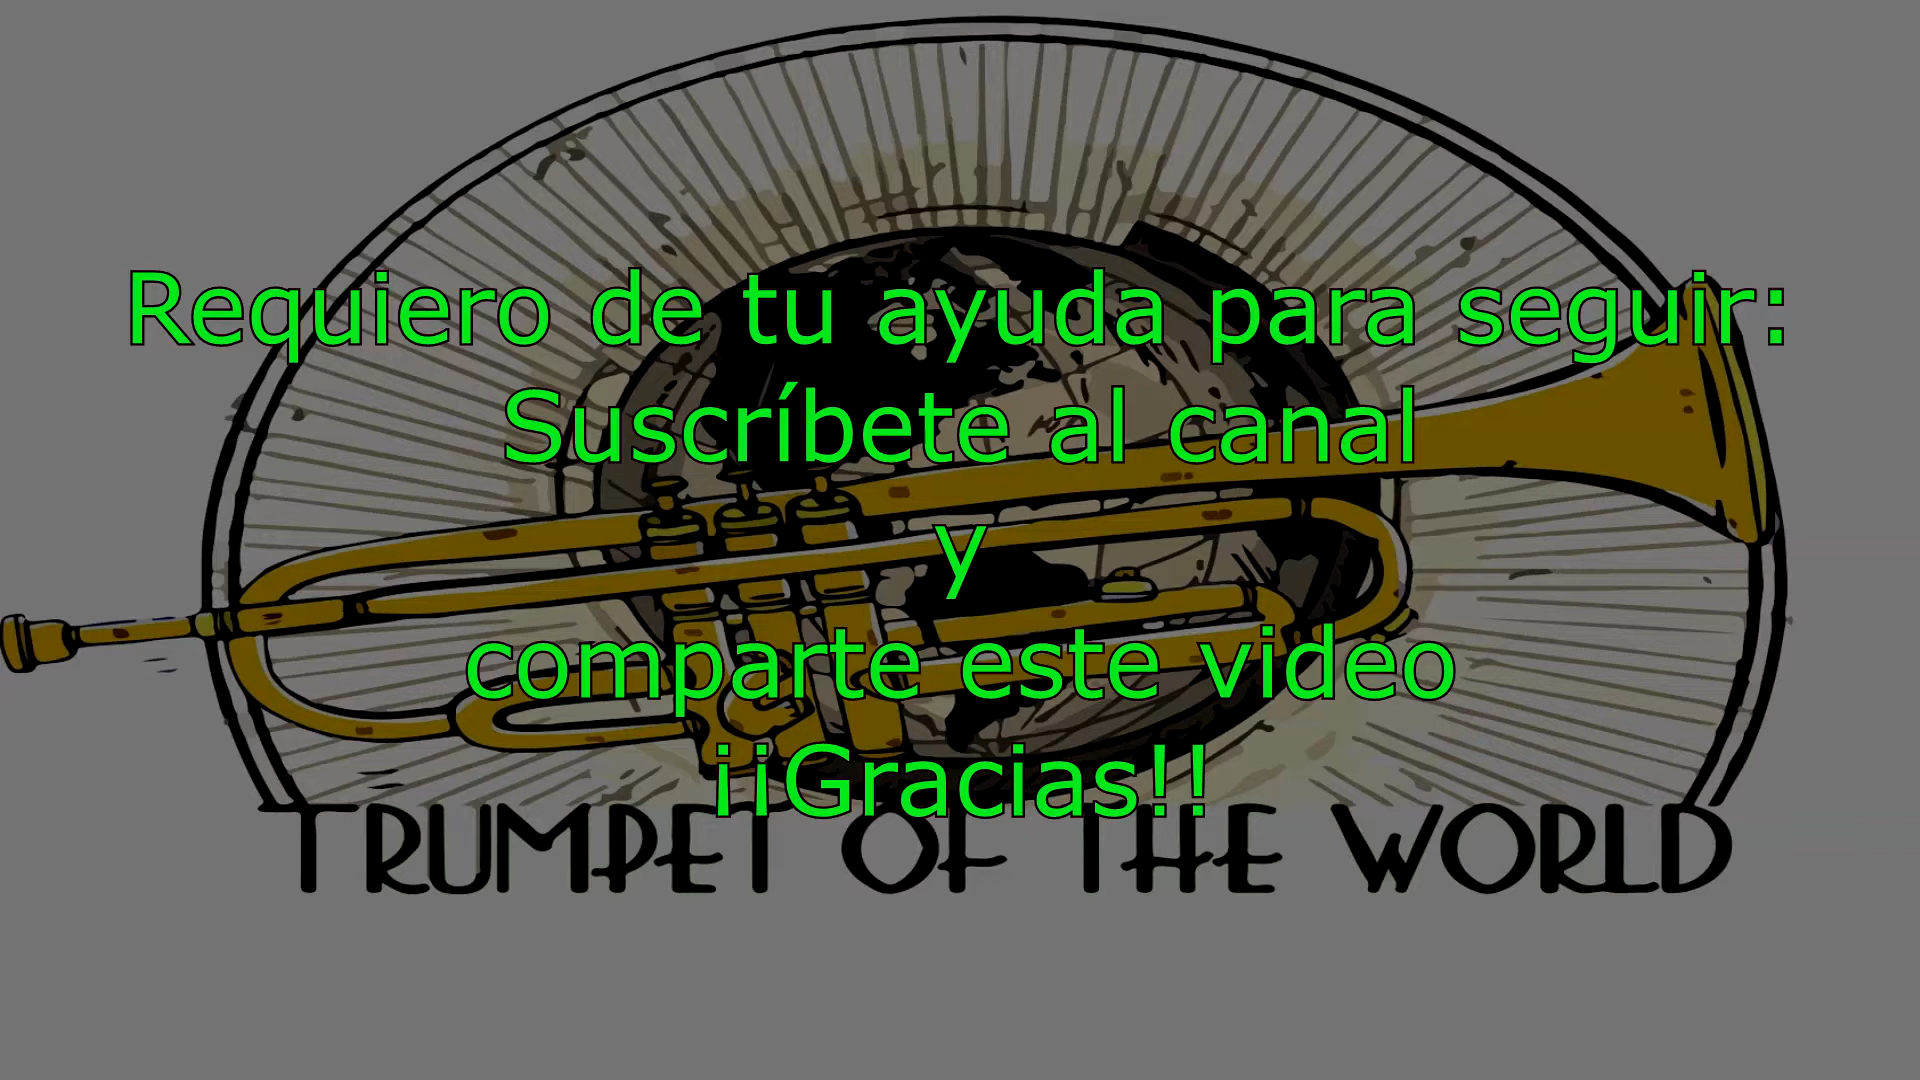 Requiero de tu ayuda para seguir:
Suscríbete al canal
y
comparte este video
¡¡Gracias!!
TRUMPET OF THE WORLD